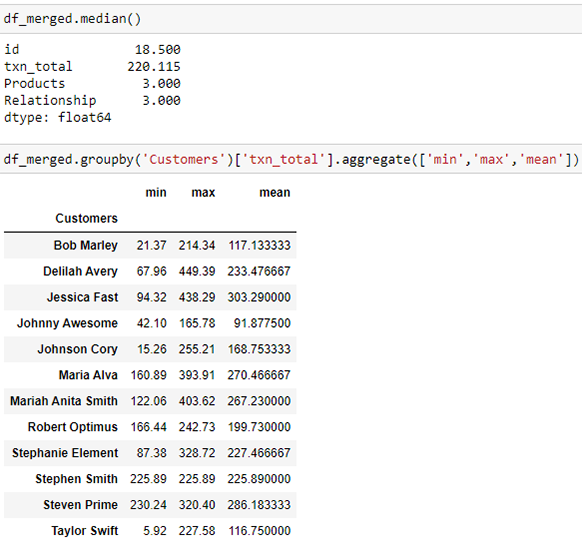 df_merged.median()
id 18.500
txn_total 220.115
Products 3.000
Relationship 3.000
dtype: float64
df_merged.groupby('Customers')['txn_total'].aggregate(['min','max','mean'])
min max mean
Customers
Bob Marley 21.37 214.34 117.133333
Delilah Avery 67.96 449.39 233.476667
Jessica Fast 94.32 438.29 303.290000
Johnny Awesome 42.10 165.78 91.877500
Johnson Cory 15.26 255.21 168.753333
Maria Alva 160.89 393.91 270.466667
Mariah Anita Smith 122.06 403.62 267.230000
Robert Optimus 166.44 242.73 199.730000
Stephanie Element 87.38 328.72 227.466667
Stephen Smith 225.89 225.89 225.890000
Steven Prime 230.24 320.40 286.183333
Taylor Swift 5.92 227.58 116.750000